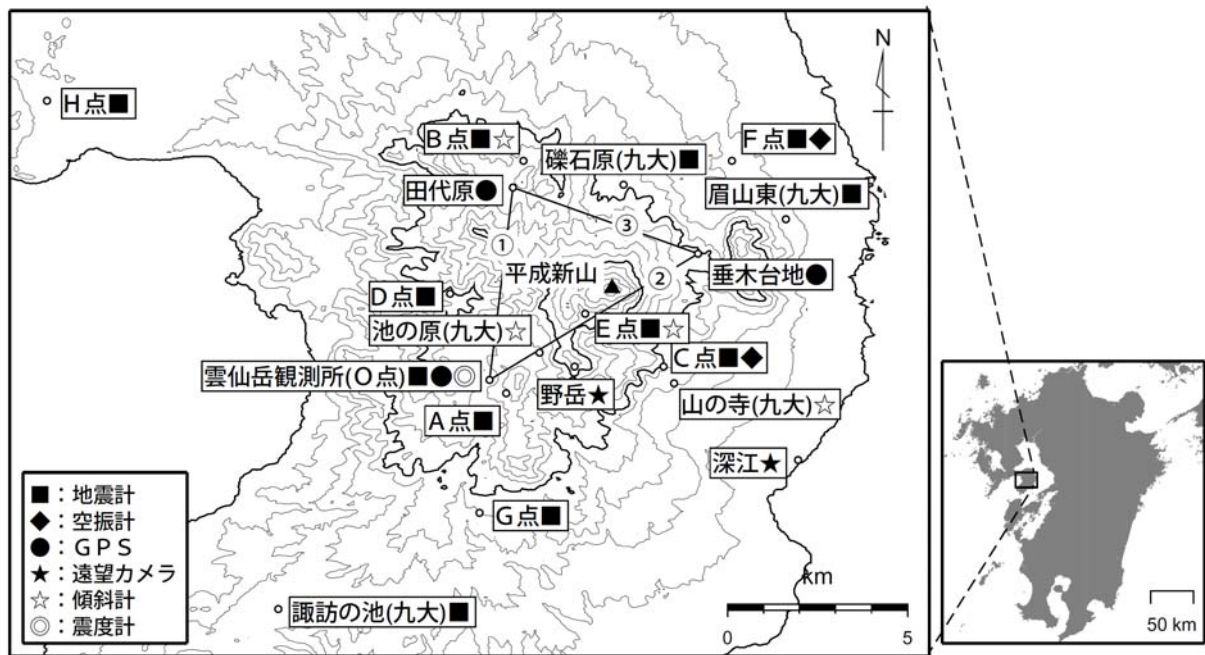 N
H点■
B点■☆
F点■◆
礫石原(九大)■
田代原●
眉山東(九大)■
③
①
平成新山
②
垂木台地●
D点■
池の原(九大)☆
E点■☆
C点■◆
雲仙岳観測所(O点)■●◎
野岳★
山の寺(九大)☆
A点■
深江★
G点■
■:地震計
◆:空振計
●:GPS
★:遠望カメラ
☆:傾斜計
◎:震度計
諏訪の池(九大)■
km
0 5
50 km